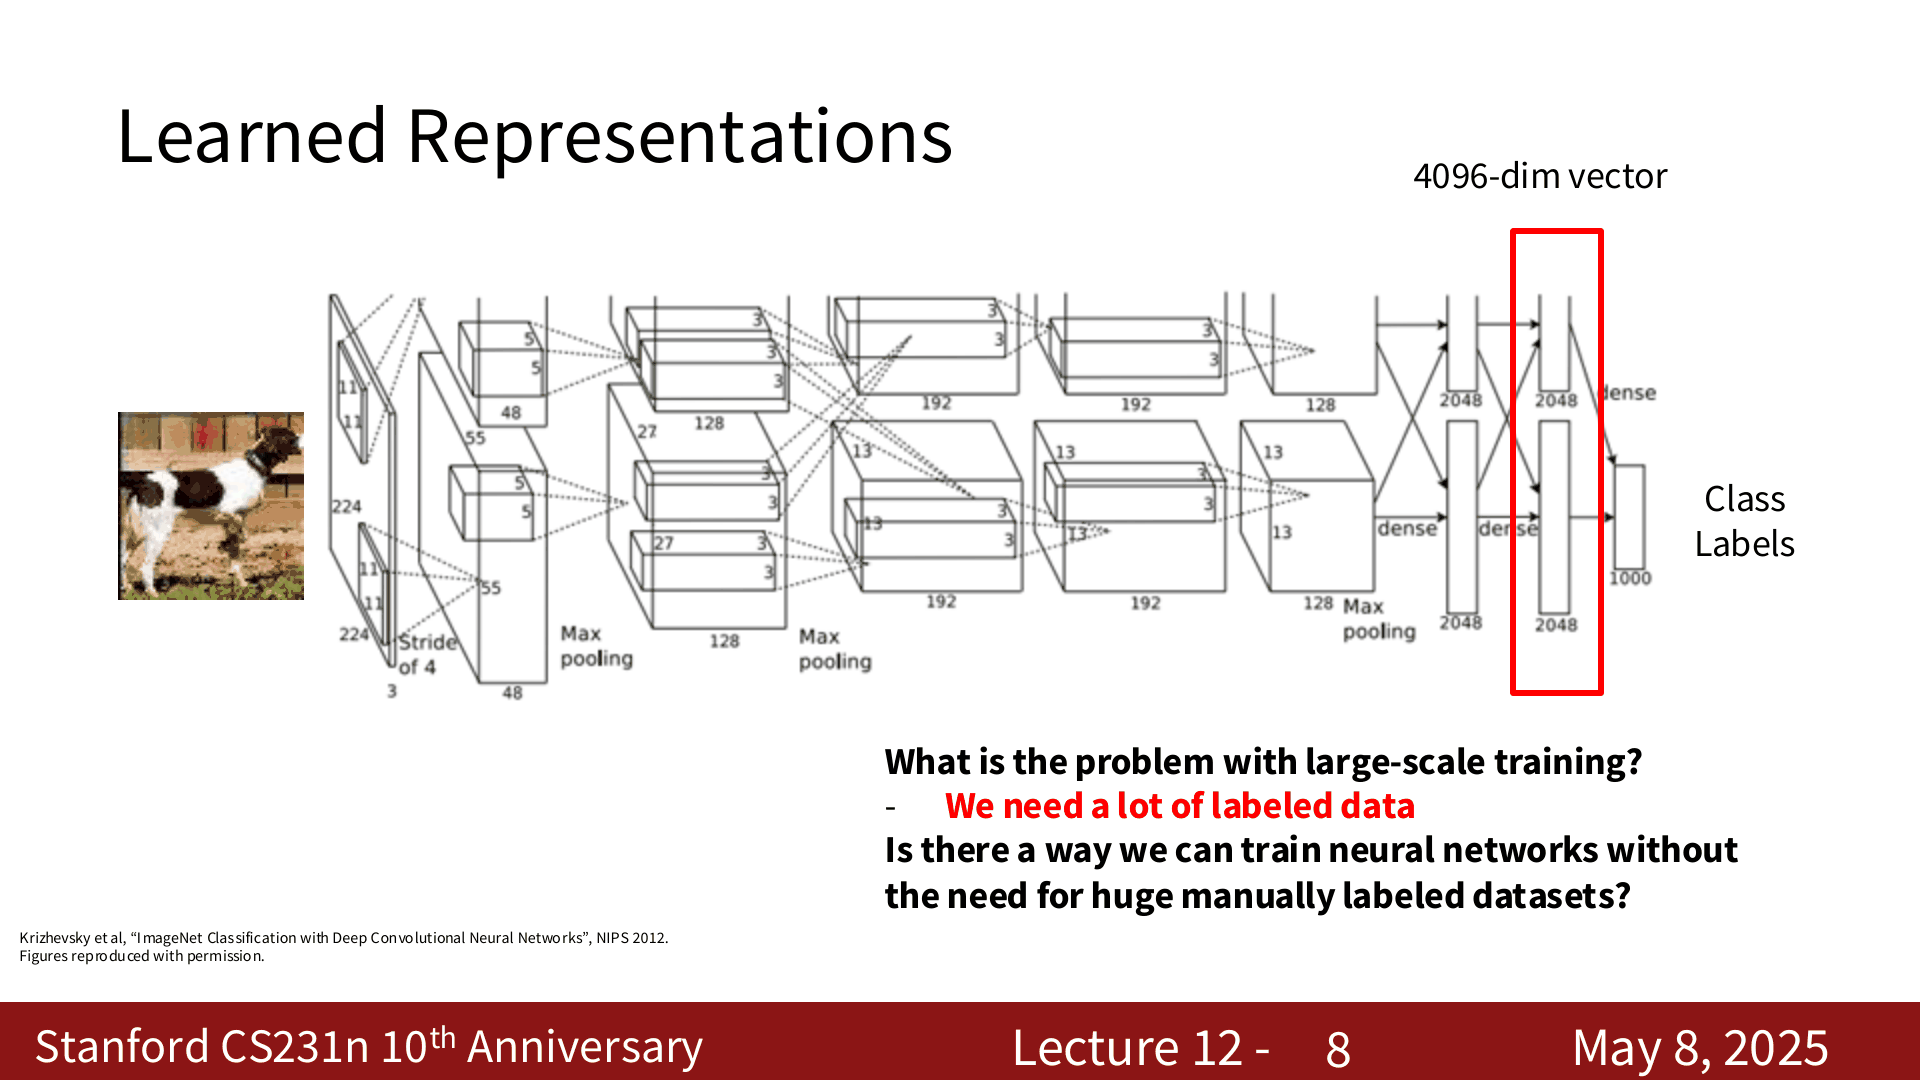 Learned Representations
4096-dim vector
11
11
224
11
11
224
3
Stride
of 4
5
5
48
55
5
5
55
48
Max
pooling
3
3
3
128
27
3
3
27
3
3
128
Max
pooling
3
3
192
13
13
3
3
192
3
3
192
13
3
3
13
192
128
13
13
128
Max
pooling
dense
2048
2048
dense
2048
2048
dense
1000
Class
Labels
What is the problem with large-scale training?
- We need a lot of labeled data
Is there a way we can train neural networks without
the need for huge manually labeled datasets?
Krizhevsky et al, “ImageNet Classification with Deep Convolutional Neural Networks”, NIPS 2012.
Figures reproduced with permission.
Stanford CS231n 10th Anniversary
Lecture 12 - 8
May 8, 2025